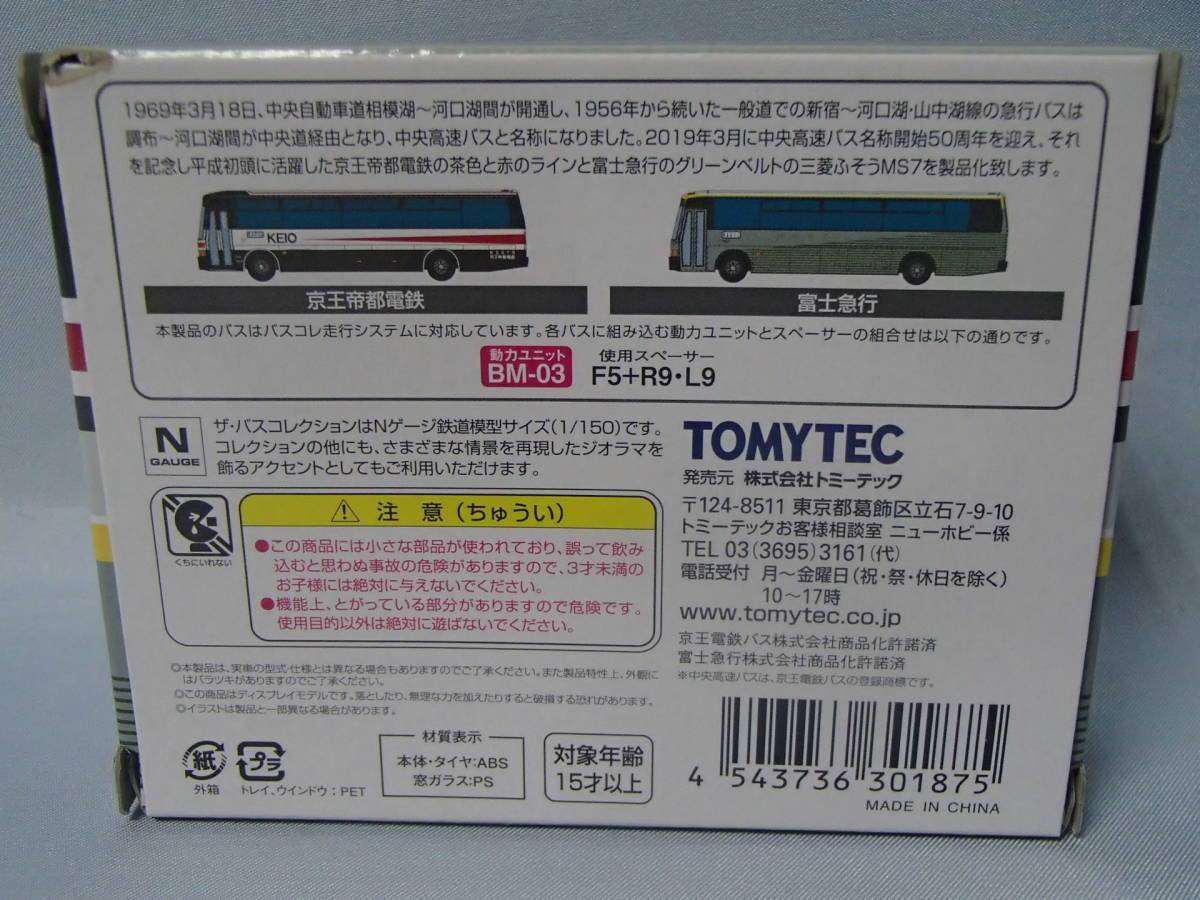 1969年3月18日、中央自動車道相模湖～河口湖間が開通し、1956年から続いた一般道での新宿～河口湖・山中湖線の急行バスは
調布～河口湖間が中央道経由となり、中央高速バスと名称になりました。2019年3月に中央高速バス名称開始50周年を迎え、それ
を記念し平成初頭に活躍した京王帝都電鉄の茶色と赤のラインと富士急行のグリーンベルトの三菱ふそうMS7を製品化致します。
KEIO
京王帝都電鉄
富士急行
本製品のバスはバスコレ走行システムに対応しています。各バスに組み込む動力ユニットとスペーサーの組合せは以下の通りです。
動力ユニット
BM-03
使用スペーサー
F5+R9・L9
N
GAUGE
ザ・バスコレクションはNゲージ鉄道模型サイズ(1/150)です。
コレクションの他にも、さまざまな情景を再現したジオラマを
飾るアクセントとしてもご利用いただけます。
くちにいれない
注 意(ちゅうい)
●この商品には小さな部品が使われており、誤って飲み
込むと思わぬ事故の危険がありますので、3才未満の
お子様には絶対に与えないでください。
●機能上、とがっている部分がありますので危険です。
使用目的以外は絶対に遊ばないでください。
◎本製品は、実車の型式・仕様とは異なる場合もありますのでご了承ください。また製品特性上、外観に
はバラツキがありますのでご了承ください。
◎この商品はディスプレイモデルです。落としたり、無理な力を加えたりすると破損する恐れがあります。
◎イラストは製品と一部異なる場合があります。
紙
外箱
プラ
トレイ、ウインドウ：PET
材質表示
本体・タイヤ:ABS
窓ガラス:PS
対象年齢
15才以上
TOMYTEC
発売元 株式会社トミーテック
〒124-8511 東京都葛飾区立石7-9-10
トミーテックお客様相談室 ニューホビー係
TEL 03(3695)3161(代)
電話受付 月～金曜日(祝・祭・休日を除く)
10～17時
www.tomytec.co.jp
京王電鉄バス株式会社商品化許諾済
富士急行株式会社商品化許諾済
※中央高速バスは、京王電鉄バスの登録商標です。
4 543736 301875
MADE IN CHINA